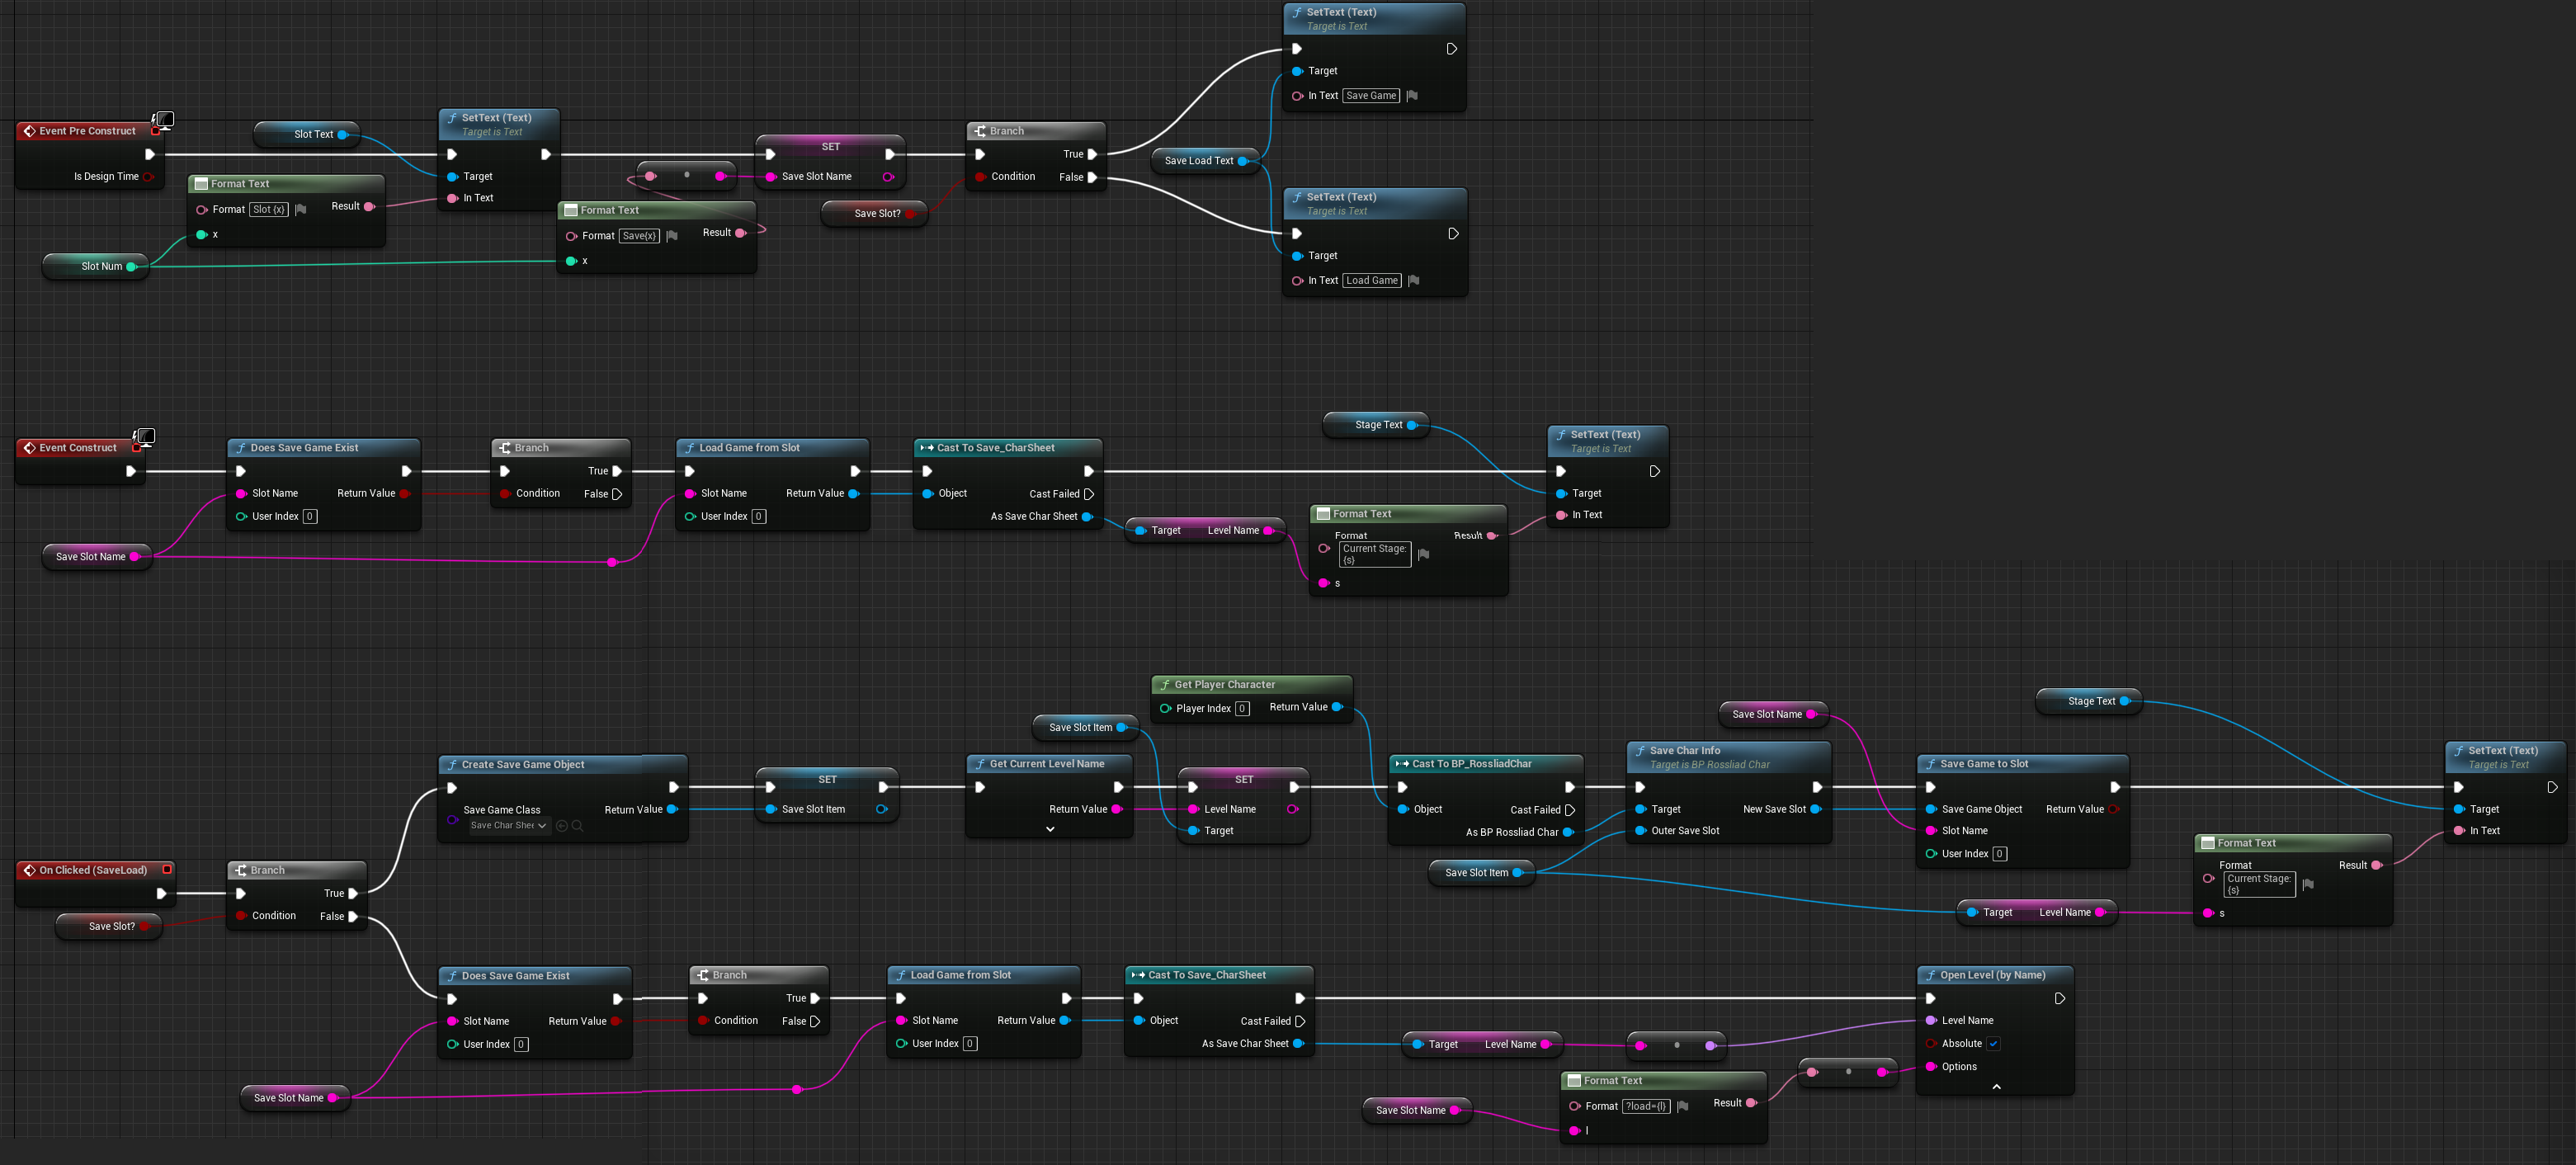 SetText (Text)
Target is Text
Target
In Text Save Game
Event Pre Construct
Is Design Time
Slot Text
Format Text
Format Slot {x} Result
x
Slot Num
SetText (Text)
Target is Text
Target
In Text
Format Text
Format Save{x} Result
x
SET
Save Slot Name
Save Slot?
Branch
True
Condition False
Save Load Text
SetText (Text)
Target is Text
Target
In Text Load Game
Event Construct
Save Slot Name
Does Save Game Exist
Slot Name Return Value
User Index 0
Branch
True
Condition False
Load Game from Slot
Slot Name Return Value
User Index 0
Cast To Save_CharSheet
Object Cast Failed
As Save Char Sheet
Target Level Name
Stage Text
Format Text
Format Result
Current Stage:
{s}
s
SetText (Text)
Target is Text
Target
In Text
On Clicked (SaveLoad)
Save Slot?
Branch
True
Condition False
Create Save Game Object
Save Game Class Return Value
Save Char Shee
SET
Save Slot Item
Get Current Level Name
Return Value
Save Slot Item
Get Player Character
Player Index 0 Return Value
SET
Level Name
Target
Cast To BP_RossliadChar
Object Cast Failed
As BP Rossliad Char
Save Slot Item
Save Char Info
Target is BP Rossliad Char
Target New Save Slot
Outer Save Slot
Save Slot Name
Save Game to Slot
Save Game Object Return Value
Slot Name
User Index 0
Target Level Name
Stage Text
Format Text
Format Result
Current Stage:
{s}
s
SetText (Text)
Target is Text
Target
In Text
Save Slot Name
Does Save Game Exist
Slot Name Return Value
User Index 0
Branch
True
Condition False
Load Game from Slot
Slot Name Return Value
User Index 0
Cast To Save_CharSheet
Object Cast Failed
As Save Char Sheet
Target Level Name
Save Slot Name
Format Text
Format ?load={l} Result
l
Open Level (by Name)
Level Name
Absolute
Options